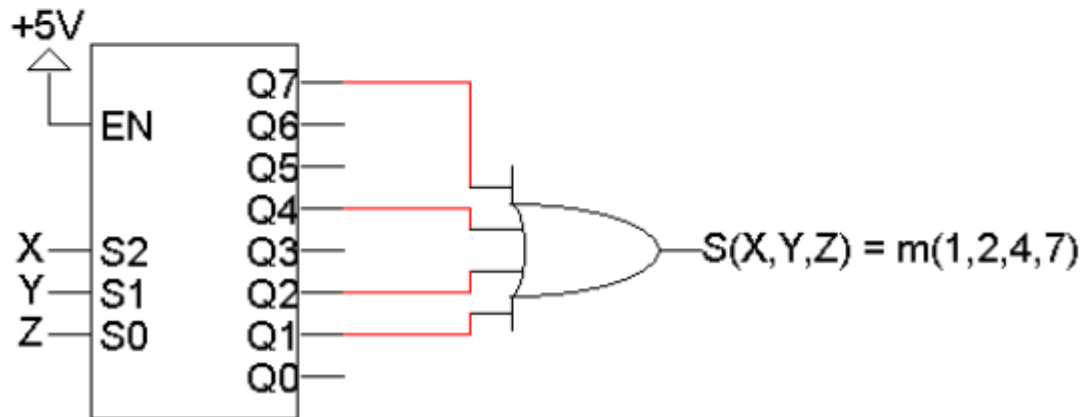 +5V
Q7
EN
Q6
Q5
Q4
X
S2
Q3
S(X,Y,Z) = m(1,2,4,7)
Y
S1
Q2
Z
S0
Q1
Q0